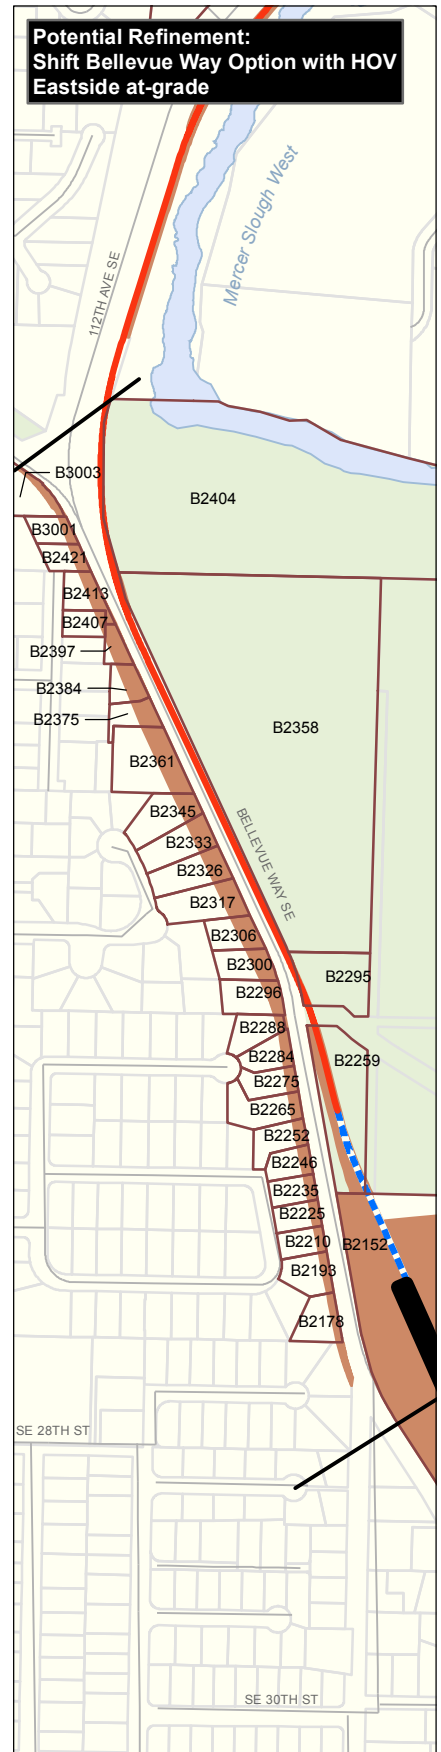 Potential Refinement:
Shift Bellevue Way Option with HOV
Eastside at-grade
Mercer Slough West
112TH AVE SE
B3003
B2404
B3001
B2421
B2413
B2407
B2397
B2384
B2375
B2358
B2361
B2345
BELLEVUE WAY SE
B2333
B2326
B2317
B2306
B2300
B2295
B2296
B2288
B2284
B2259
B2275
B2265
B2252
B2246
B2235
B2225
B2210
B2152
B2193
B2178
SE 28TH ST
SE 30TH ST